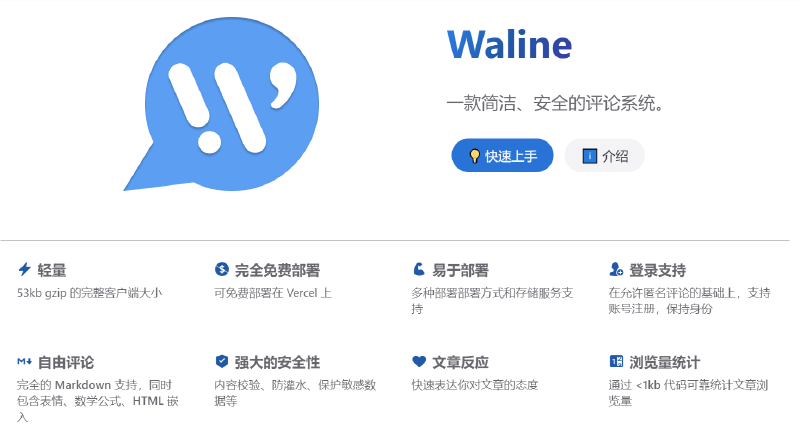 Waline
一款简洁、安全的评论系统。
快速上手
介绍
轻量
53kb gzip 的完整客户端大小
完全免费部署
可免费部署在 Vercel 上
易于部署
多种部署部署方式和存储服务支
持
登录支持
在允许匿名评论的基础上，支持
账号注册，保持身份
自由评论
完全的 Markdown 支持，同时
包含表情、数学公式、HTML 嵌
入
强大的安全性
内容校验、防灌水、保护敏感数
据等
文章反应
快速表达你对文章的态度
浏览量统计
通过 <1kb 代码可靠统计文章浏
览量